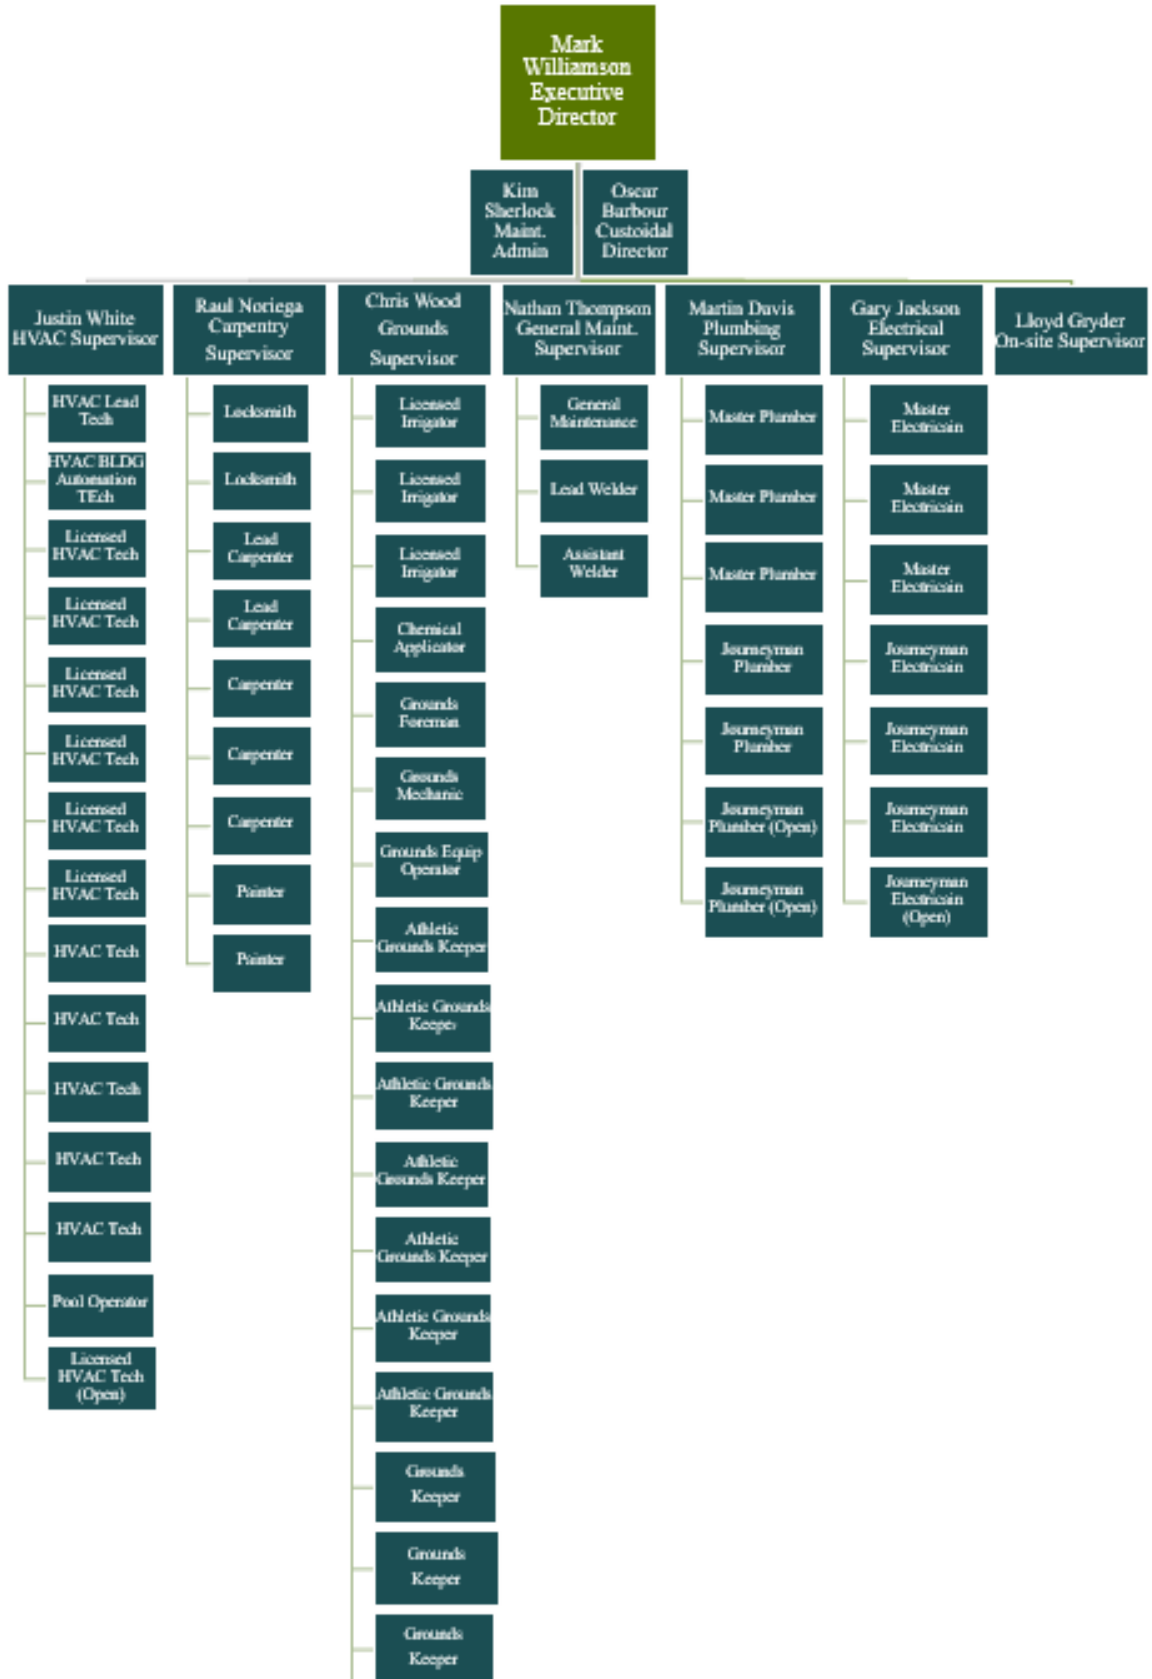 Mark
Williamson
Executive
Director
Kim
Sherlock
Maint.
Admin
Oscar
Barbour
Custoidal
Director
Justin White
HVAC Supervisor
Raul Noriega
Carpentry
Supervisor
Chris Wood
Grounds
Supervisor
Nathan Thompson
General Maint.
Supervisor
Martin Davis
Plumbing
Supervisor
Gary Jackson
Electrical
Supervisor
Lloyd Gryder
On-site Supervisor
HVAC Lead
Tech
HVAC BLDG
Automation
TEch
Licensed
HVAC Tech
Licensed
HVAC Tech
Licensed
HVAC Tech
Licensed
HVAC Tech
Licensed
HVAC Tech
Licensed
HVAC Tech
HVAC Tech
HVAC Tech
HVAC Tech
HVAC Tech
HVAC Tech
Pool Operator
Licensed
HVAC Tech
(Open)
Locksmith
Locksmith
Lead
Carpenter
Lead
Carpenter
Carpenter
Carpenter
Carpenter
Painter
Painter
Licensed
Irrigator
Licensed
Irrigator
Licensed
Irrigator
Chemical
Applicator
Grounds
Foreman
Grounds
Mechanic
Grounds Equip
Operator
Athletic
Grounds Keeper
Athletic Grounds
Keeper
Athletic Grounds
Keeper
Athletic
Grounds Keeper
Athletic
Grounds Keeper
Athletic Grounds
Keeper
Athletic Grounds
Keeper
Grounds
Keeper
Grounds
Keeper
Grounds
Keeper
General
Maintenance
Lead Welder
Assistant
Welder
Master Plumber
Master Plumber
Master Plumber
Journeyman
Plumber
Journeyman
Plumber
Journeyman
Plumber (Open)
Journeyman
Plumber (Open)
Master
Electricain
Master
Electricain
Master
Electricain
Journeyman
Electricain
Journeyman
Electricain
Journeyman
Electricain
Journeyman
Electricain
(Open)